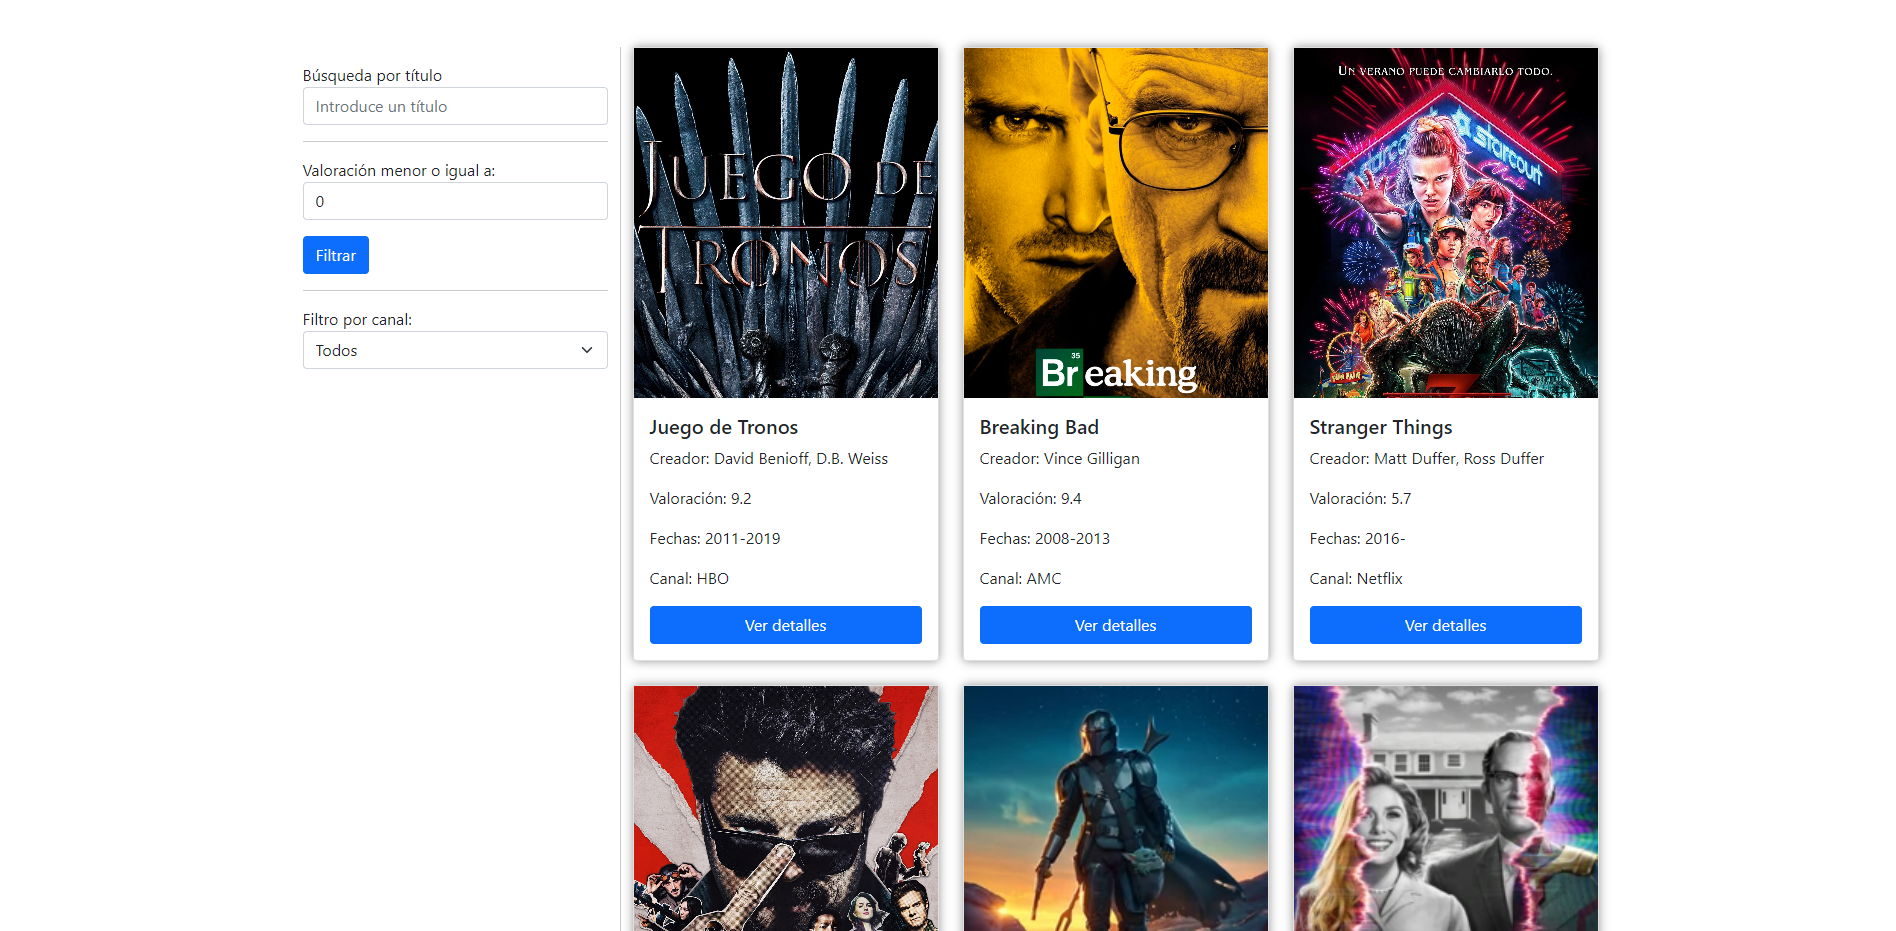 Búsqueda por título
Introduce un título
Valoración menor o igual a:
0
Filtrar
Filtro por canal:
Todos
JUEGO DE
TRONOS
Juego de Tronos
Creador: David Benioff, D.B. Weiss
Valoración: 9.2
Fechas: 2011-2019
Canal: HBO
Ver detalles
35
Breaking
Breaking Bad
Creador: Vince Gilligan
Valoración: 9.4
Fechas: 2008-2013
Canal: AMC
Ver detalles
UN VERANO PUEDE CAMBIARLO TODO.
starcourt
Stranger Things
Creador: Matt Duffer, Ross Duffer
Valoración: 5.7
Fechas: 2016-
Canal: Netflix
Ver detalles